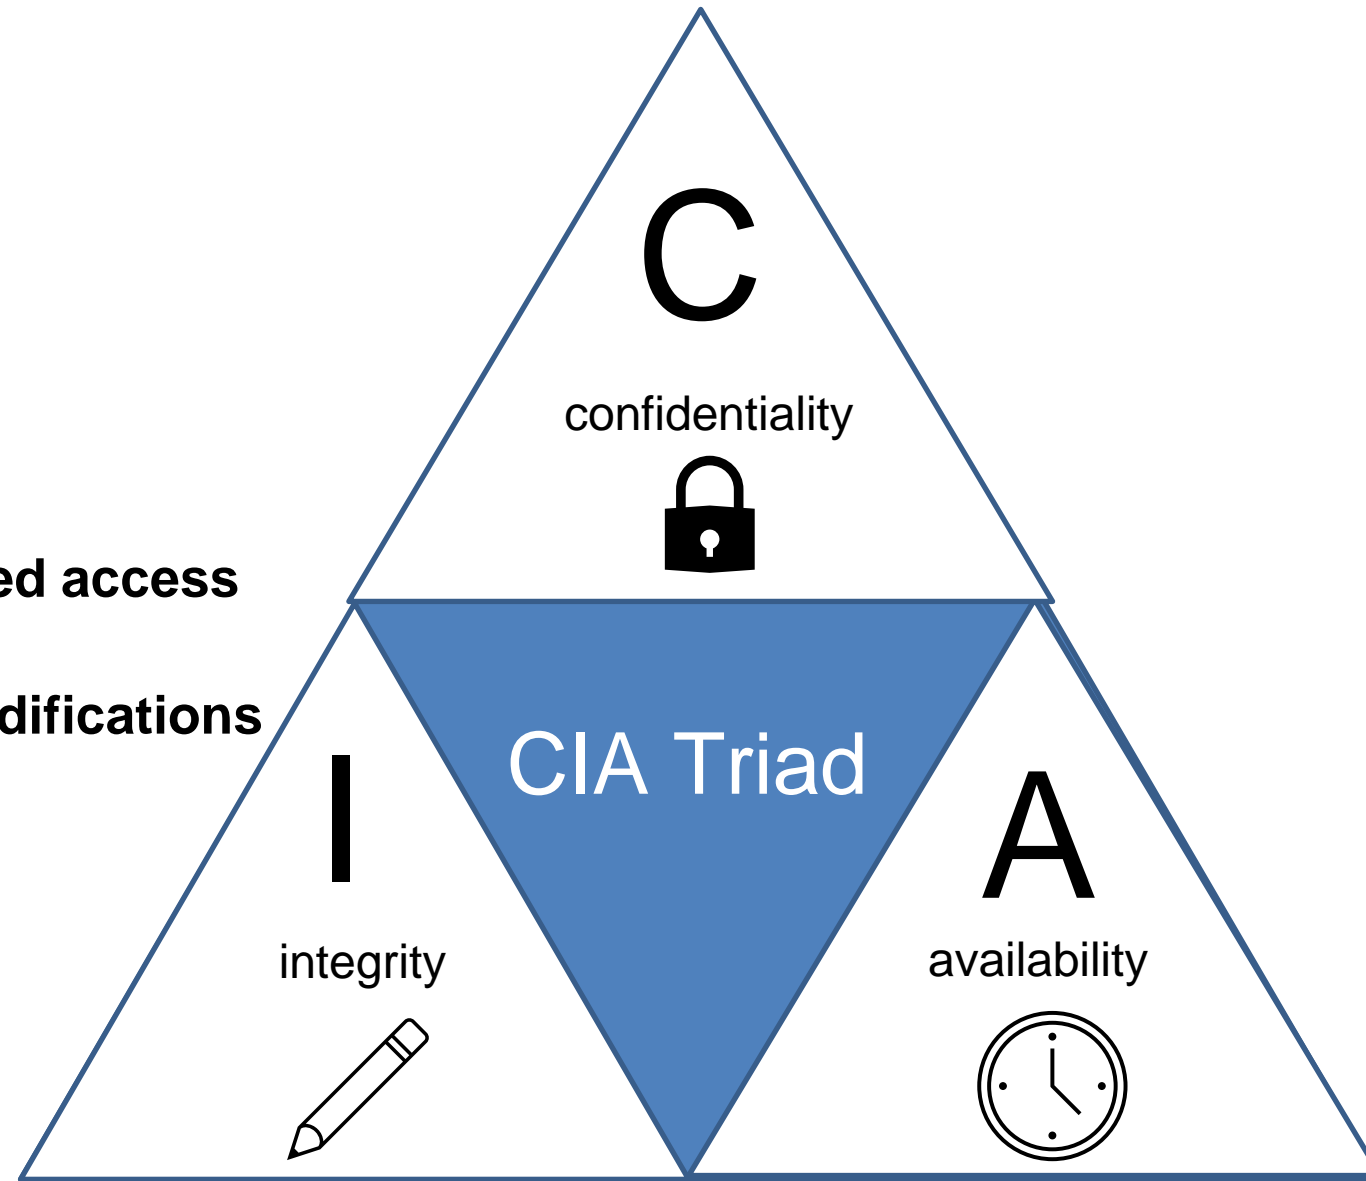 C
confidentiality
ed access
difications
CIA Triad
I
A
integrity
availability